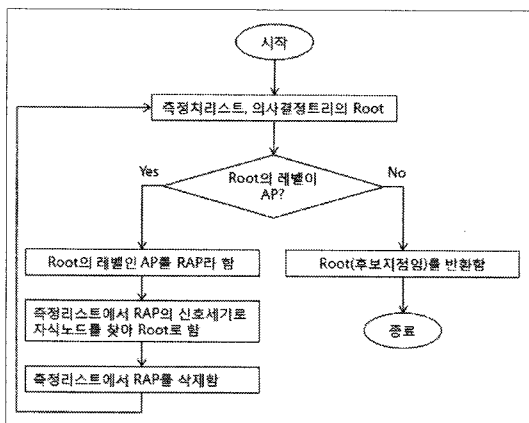 시작
측정치리스트, 의사결정트리의 Root
Root의 레벨이
AP?
Yes
No
Root의 레벨인 AP를 RAP라 함
Root(후보지점임)를 반환함
측정리스트에서 RAP의 신호세기로
자식노드를 찾아 Root로 함
종료
측정리스트에서 RAP를 삭제함